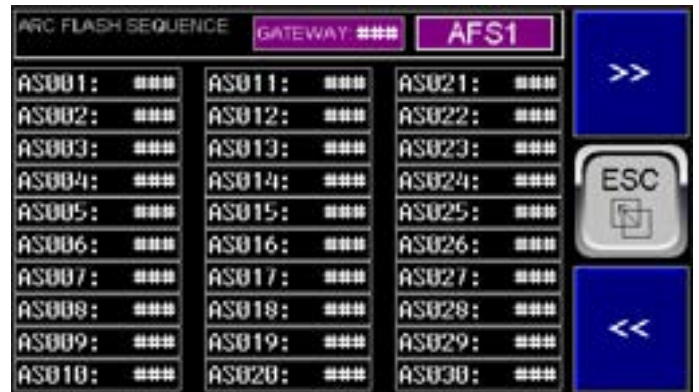 ARC FLASH SEQUENCE GATEWAY: ### AFS1
>>
AS001: ### AS011: ### AS021: ###
AS002: ### AS012: ### AS022: ###
AS003: ### AS013: ### AS023: ###
AS004: ### AS014: ### AS024: ###
ESC
AS005: ### AS015: ### AS025: ###
AS006: ### AS016: ### AS026: ###
AS007: ### AS017: ### AS027: ###
AS008: ### AS018: ### AS028: ###
<<
AS009: ### AS019: ### AS029: ###
AS010: ### AS020: ### AS030: ###